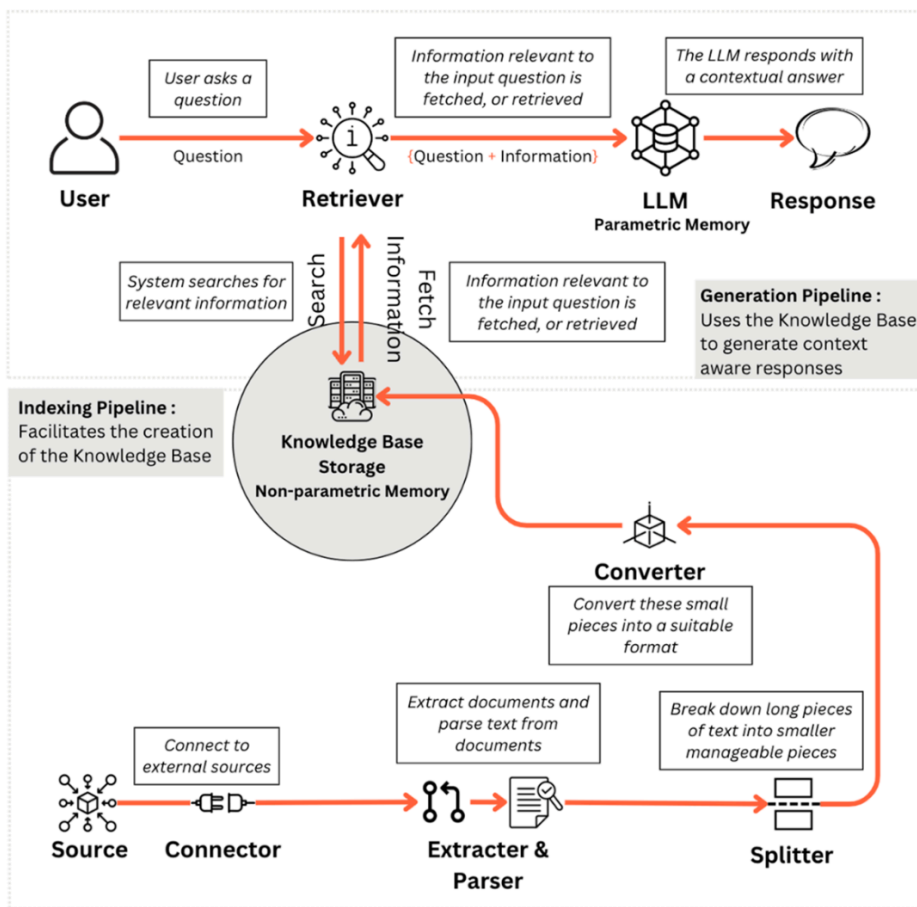 User asks a
question
Information relevant to
the input question is
fetched, or retrieved
The LLM responds with
a contextual answer
Question
{Question + Information}
User
Retriever
LLM
Parametric Memory
Response
System searches for
relevant information
Search
Information
Fetch
Information relevant to
the input question is
fetched, or retrieved
Generation Pipeline :
Uses the Knowledge Base
to generate context
aware responses
Indexing Pipeline :
Facilitates the creation
of the Knowledge Base
Knowledge Base
Storage
Non-parametric Memory
Converter
Convert these small
pieces into a suitable
format
Connect to
external sources
Extract documents and
parse text from
documents
Break down long pieces
of text into smaller
manageable pieces
Source
Connector
Extracter &
Parser
Splitter